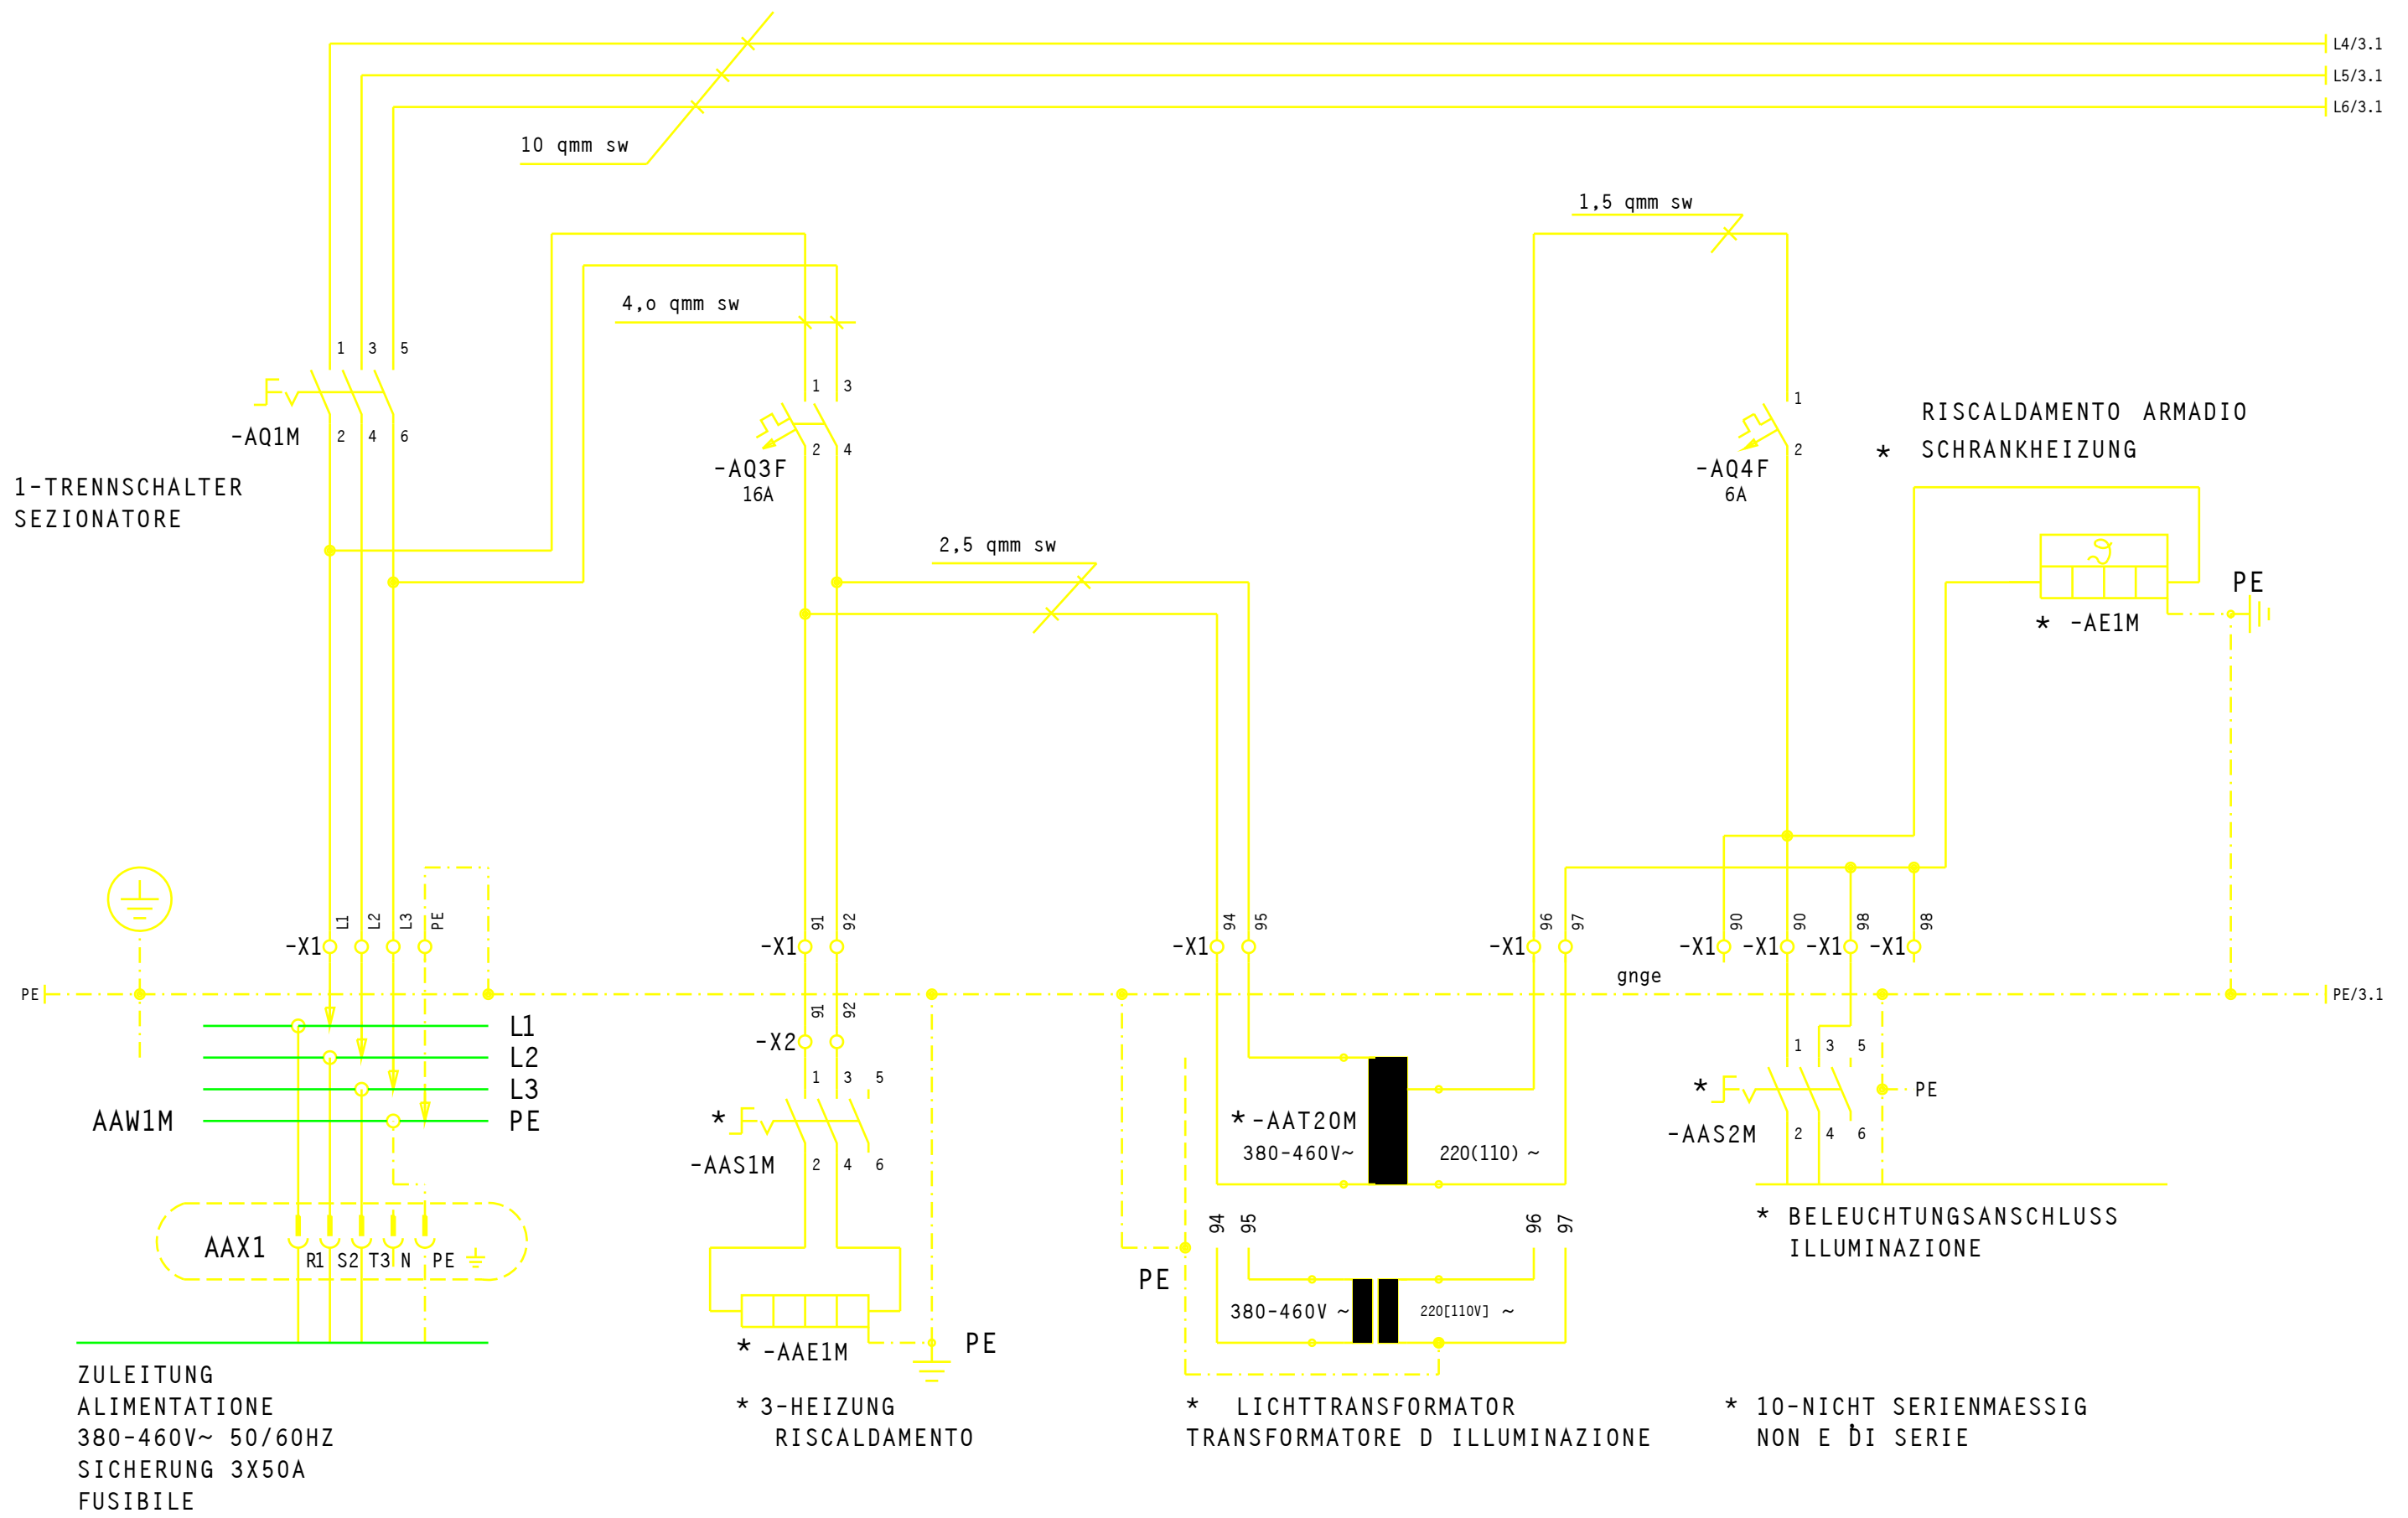 L4/3.1
L5/3.1
L6/3.1
10 qmm sw
1,5 qmm sw
4,o qmm sw
1 3 5
-AQ1M
2 4 6
1-TRENNSCHALTER
SEZIONATORE
1 3
2 4
-AQ3F
16A
1
2
-AQ4F
6A
RISCALDAMENTO ARMADIO
* SCHRANKHEIZUNG
2,5 qmm sw
PE
* -AE1M
L1 L2 L3 PE
91 92
94 95
96 97
90 90 98 98
-X1 -X1 -X1 -X1 -X1 -X1 -X1 -X1
gnge
PE
PE/3.1
91 92
L1
L2
L3
PE
AAW1M
-X2
1 3 5
*
-AAS1M
2 4 6
*-AAT20M
380-460V~
220(110) ~
1 3 5
*
PE
-AAS2M
2 4 6
AAX1
R1 S2 T3 N PE
94 95 96 97
PE
380-460V ~
220[110V] ~
* BELEUCHTUNGSANSCHLUSS
ILLUMINAZIONE
PE
* -AAE1M
ZULEITUNG
ALIMENTATIONE
380-460V~ 50/60HZ
SICHERUNG 3X50A
FUSIBILE
* 3-HEIZUNG
RISCALDAMENTO
* LICHTTRANSFORMATOR
TRANSFORMATORE D ILLUMINAZIONE
* 10-NICHT SERIENMAESSIG
NON E DI SERIE